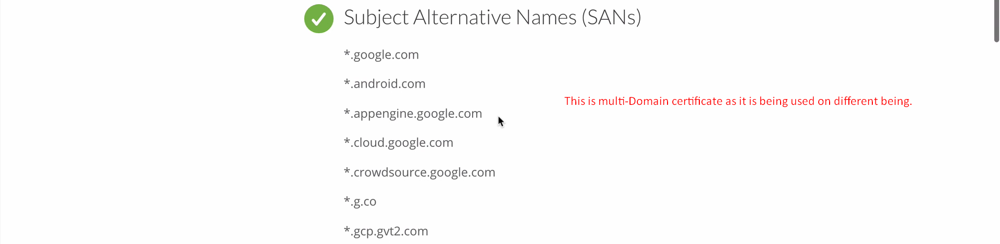 Subject Alternative Names (SANs)
*.google.com
*.android.com
This is multi-Domain certificate as it is being used on different being.
*.appengine.google.com
*.cloud.google.com
*.crowdsource.google.com
*.g.co
*.gcp.gvt2.com